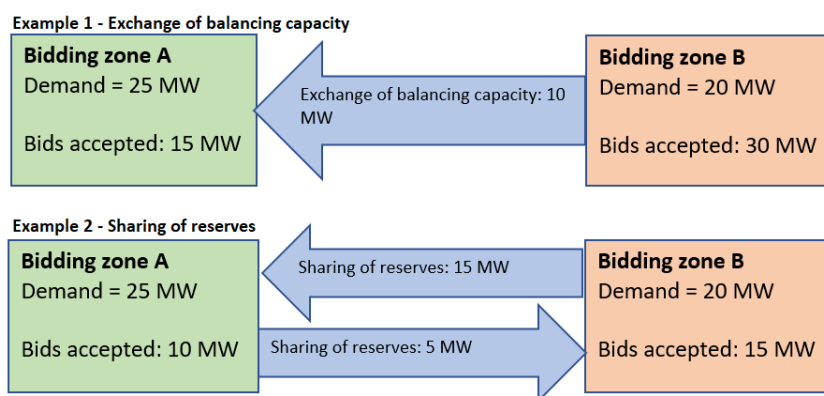 Example 1 - Exchange of balancing capacity
Bidding zone A
Demand = 25 MW
Bids accepted: 15 MW
Exchange of balancing capacity: 10
MW
Bidding zone B
Demand = 20 MW
Bids accepted: 30 MW
Example 2 - Sharing of reserves
Bidding zone A
Demand = 25 MW
Bids accepted: 10 MW
Sharing of reserves: 15 MW
Sharing of reserves: 5 MW
Bidding zone B
Demand = 20 MW
Bids accepted: 15 MW